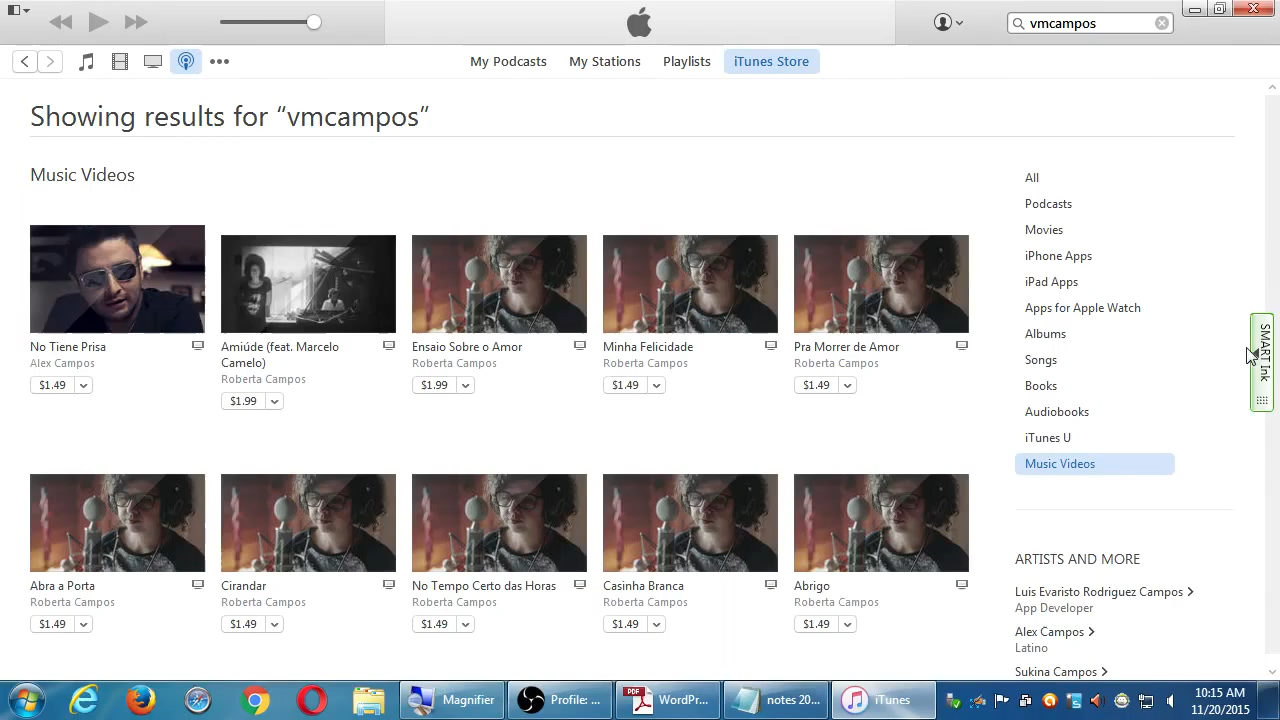 vmcampos
My Podcasts
My Stations
Playlists
iTunes Store
Showing results for “vmcampos”
Music Videos
No Tiene Prisa
Alex Campos
$1.49
Amiúde (feat. Marcelo
Camelo)
Roberta Campos
$1.99
Ensaio Sobre o Amor
Roberta Campos
$1.99
Minha Felicidade
Roberta Campos
$1.49
Pra Morrer de Amor
Roberta Campos
$1.49
Abra a Porta
Roberta Campos
$1.49
Cirandar
Roberta Campos
$1.49
No Tempo Certo das Horas
Roberta Campos
$1.49
Casinha Branca
Roberta Campos
$1.49
Abrigo
Roberta Campos
$1.49
All
Podcasts
Movies
iPhone Apps
iPad Apps
Apps for Apple Watch
Albums
Songs
Books
Audiobooks
iTunes U
Music Videos
ARTISTS AND MORE
Luis Evaristo Rodriguez Campos
App Developer
Alex Campos
Latino
Sukina Campos
SMART Ink
Magnifier
Profile: ...
PDF
WordPr...
notes 20...
iTunes
10:15 AM
11/20/2015